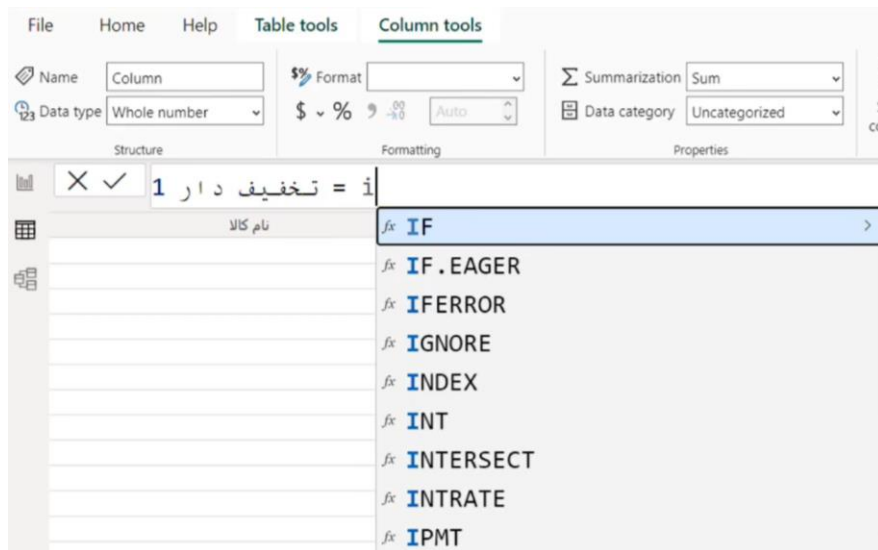 File Home Help Table tools Column tools
Name Column $% Format Summarization Sum
Data type Whole number $ % Auto Data category Uncategorized
Structure Formatting Properties
1 تخفیف دار = i
نام کالا
IF
IF.EAGER
IFERROR
IGNORE
INDEX
INT
INTERSECT
INTRATE
IPMT